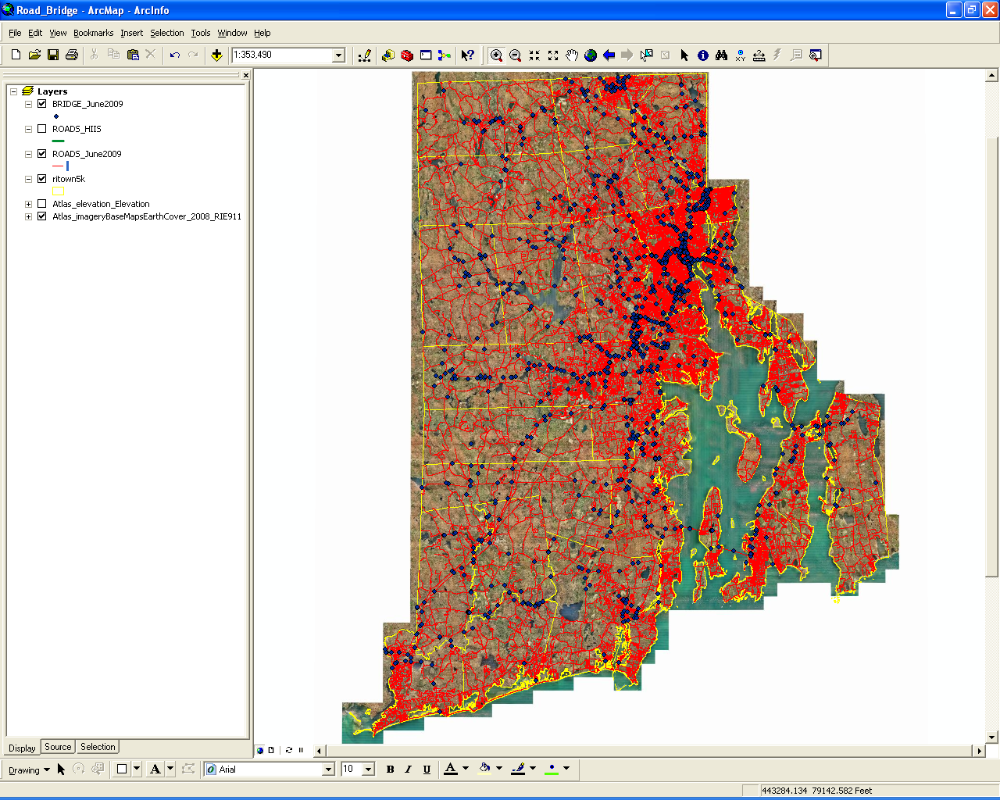 Road_Bridge - ArcMap - ArcInfo
File Edit View Bookmarks Insert Selection Tools Window Help
1:353,490
Layers
BRIDGE_June2009
ROADS_HIIS
ROADS_June2009
ritown5k
Atlas_elevation_Elevation
Atlas_imageryBaseMapsEarthCover_2008_RIE911
Display Source Selection
Drawing A Arial 10 B I U A
443284.134 79142.582 Feet